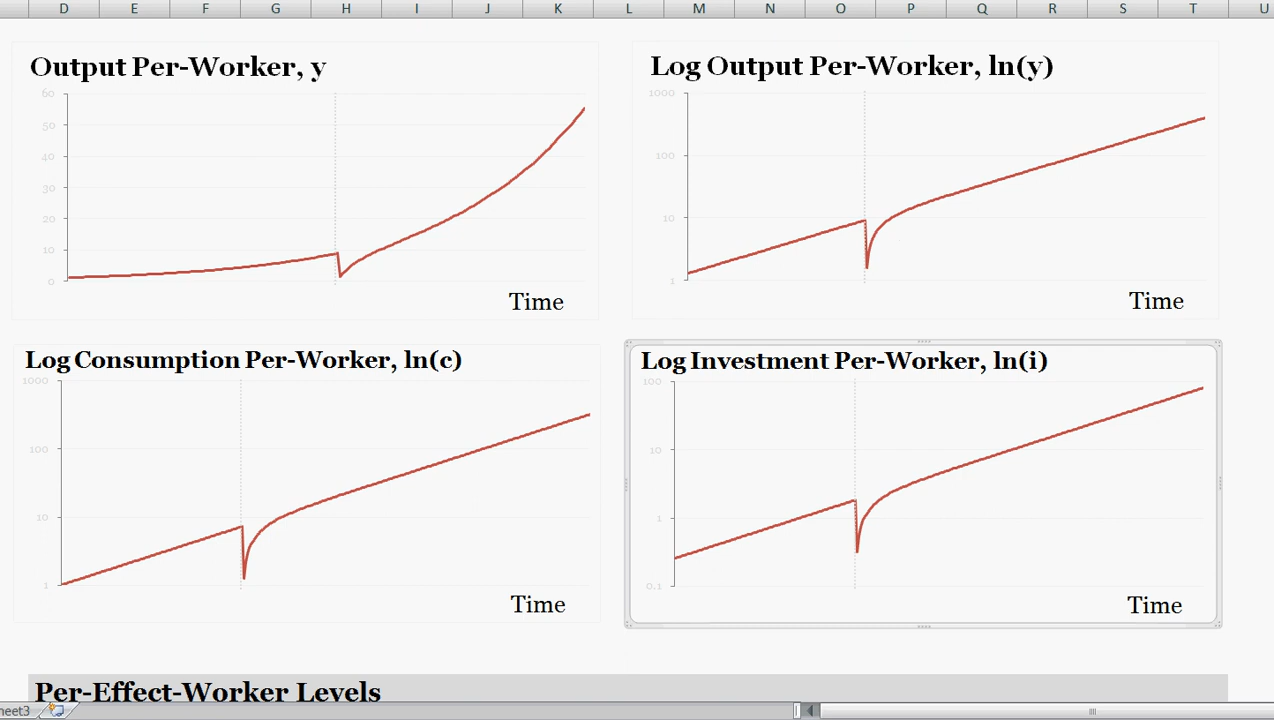 D E F G H I J K L M N O P Q R S T U
Output Per-Worker, y
60
50
40
30
20
10
0
Time
Log Output Per-Worker, ln(y)
1000
100
10
1
Time
Log Consumption Per-Worker, ln(c)
1000
100
10
1
Time
Log Investment Per-Worker, ln(i)
100
10
1
0.1
Time
Per-Effect-Worker Levels
heet3